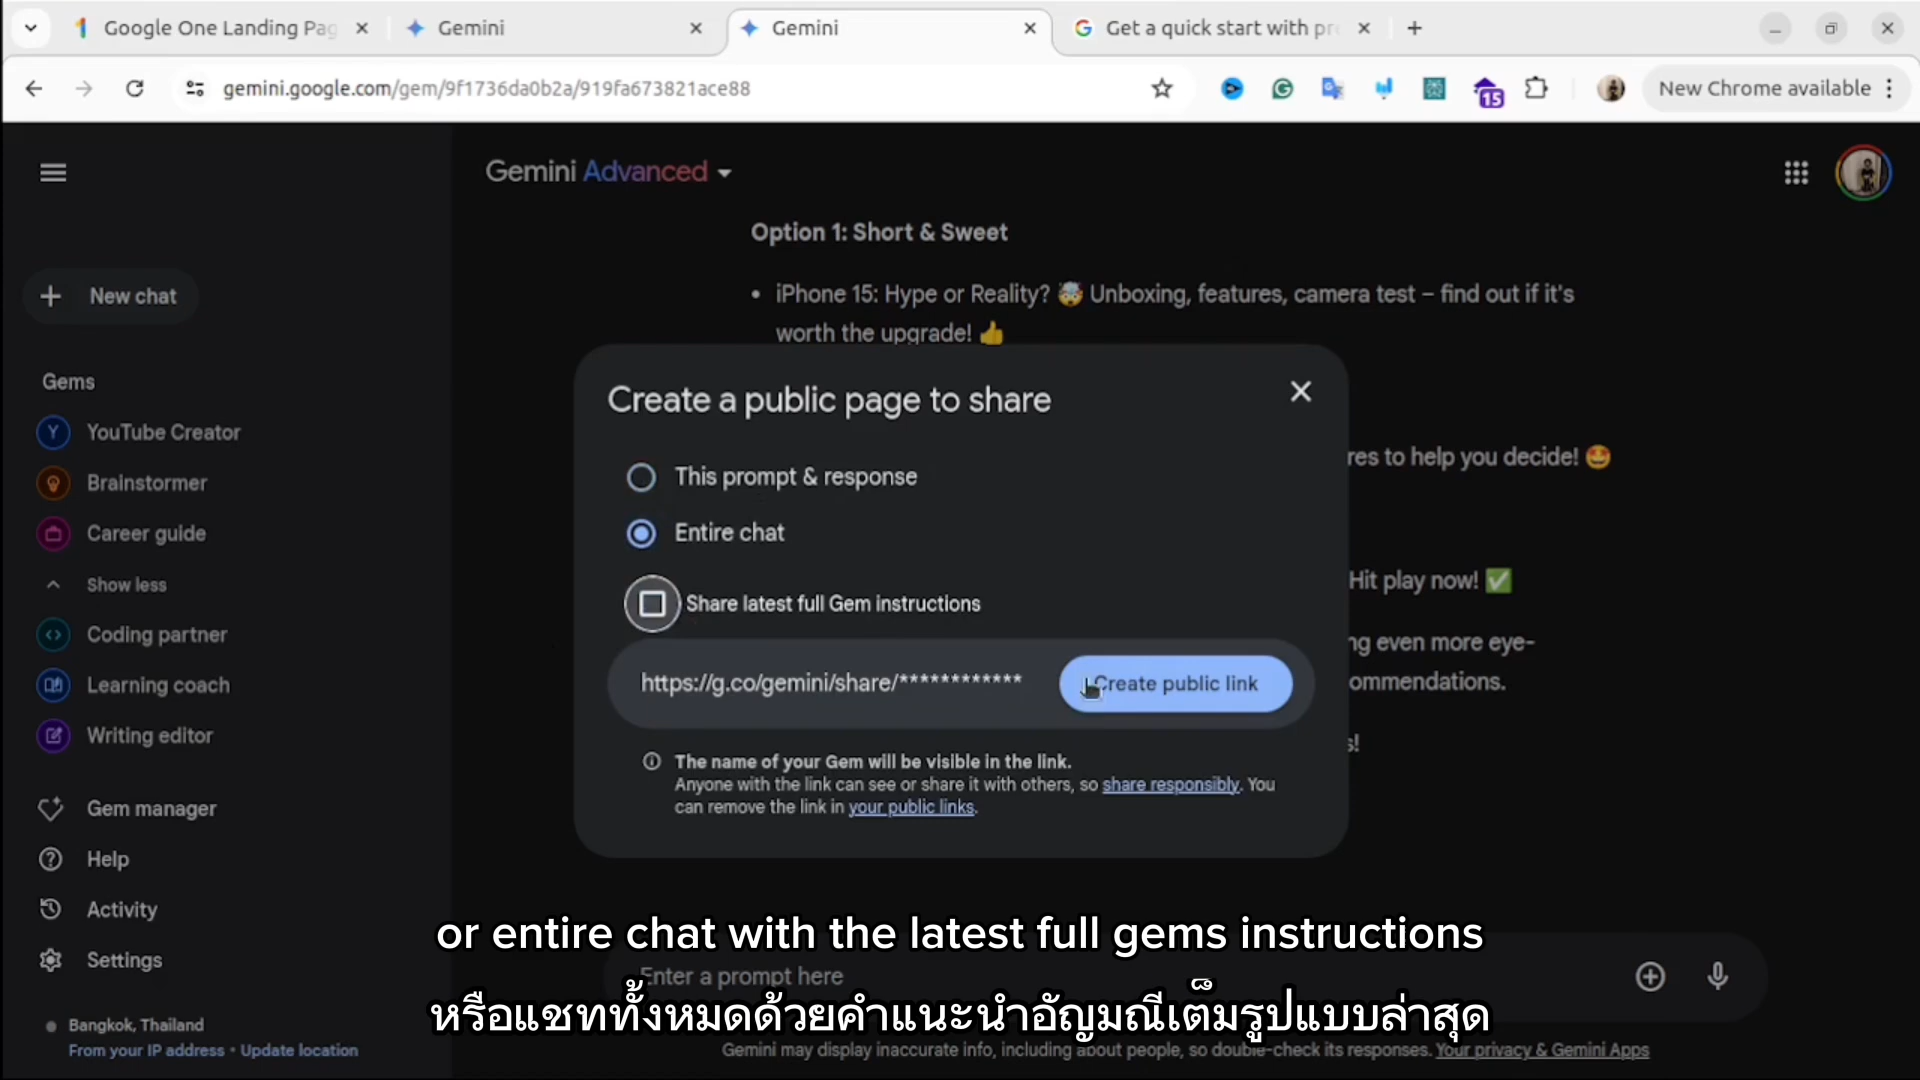 Google One Landing Pag
Gemini
Gemini
Get a quick start with pr
gemini.google.com/gem/9f1736da0b2a/919fa673821ace88
15
New Chrome available
Gemini Advanced
Option 1: Short & Sweet
• iPhone 15: Hype or Reality? 🤯 Unboxing, features, camera test – find out if it's
worth the upgrade! 👍
New chat
Gems
Y
YouTube Creator
Brainstormer
Career guide
Show less
Coding partner
Learning coach
Writing editor
Gem manager
Help
Activity
Settings
Bangkok, Thailand
From your IP address • Update location
Create a public page to share
This prompt & response
Entire chat
Share latest full Gem instructions
https://g.co/gemini/share/************
Create public link
The name of your Gem will be visible in the link.
Anyone with the link can see or share it with others, so share responsibly. You
can remove the link in your public links.
res to help you decide! 🤩
Hit play now! ✅
ng even more eye-
ommendations.
s!
or entire chat with the latest full gems instructions
Enter a prompt here
หรือแชททั้งหมดด้วยคำแนะนำอัญมณีเต็มรูปแบบล่าสุด
Gemini may display inaccurate info, including about people, so double-check its responses. Your privacy & Gemini Apps